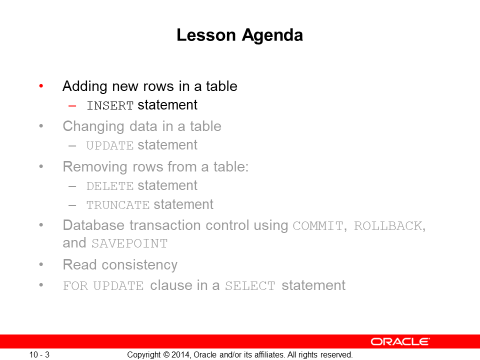 Lesson Agenda
• Adding new rows in a table
– INSERT statement
• Changing data in a table
– UPDATE statement
• Removing rows from a table:
– DELETE statement
– TRUNCATE statement
• Database transaction control using COMMIT, ROLLBACK,
and SAVEPOINT
• Read consistency
• FOR UPDATE clause in a SELECT statement
ORACLE
10 - 3 Copyright © 2014, Oracle and/or its affiliates. All rights reserved.